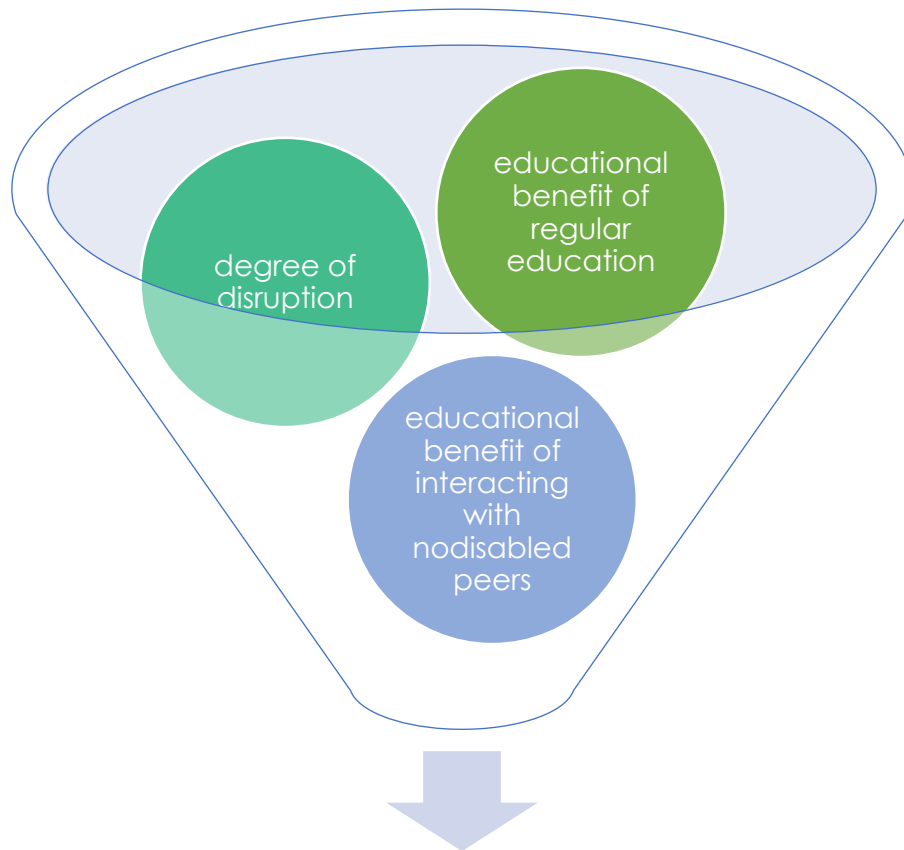 educational
benefit of
regular
education
degree of
disruption
educational
benefit of
interacting
with
nodisabled
peers